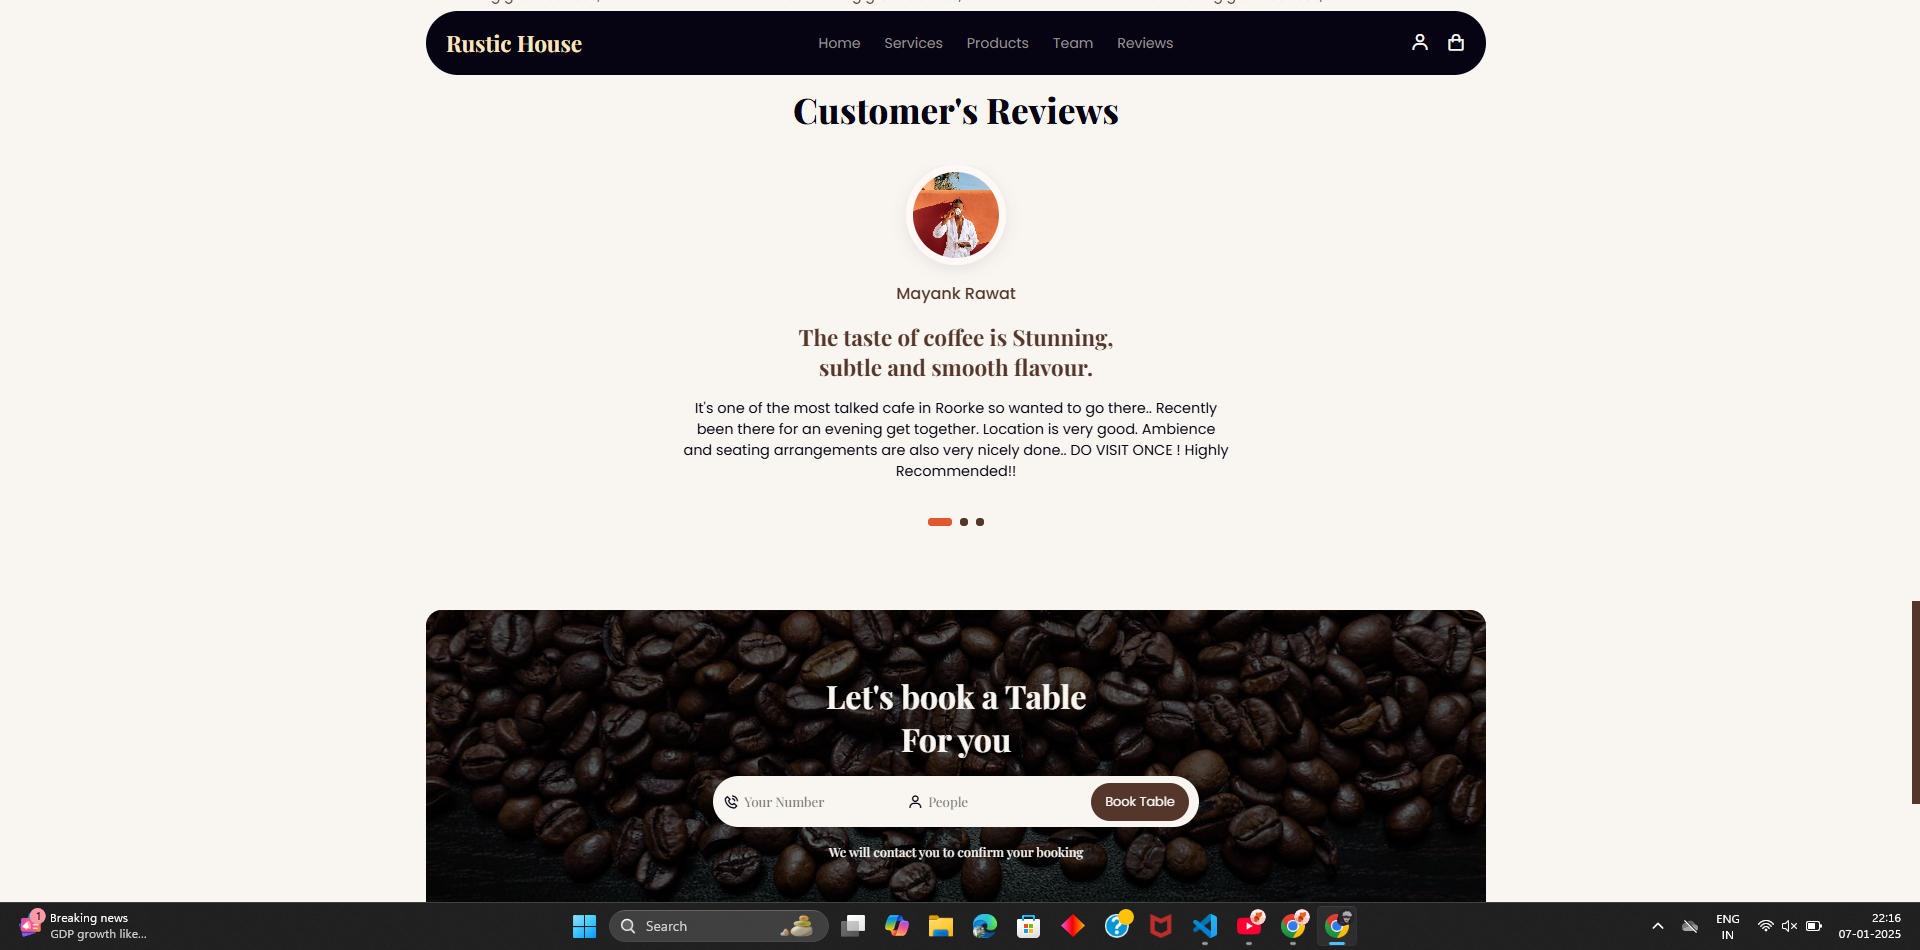 Rustic House
Home Services Products Team Reviews
Customer's Reviews
Mayank Rawat
The taste of coffee is Stunning,
subtle and smooth flavour.
It's one of the most talked cafe in Roorke so wanted to go there.. Recently
been there for an evening get together. Location is very good. Ambience
and seating arrangements are also very nicely done.. DO VISIT ONCE ! Highly
Recommended!!
Let's book a Table
For you
Your Number People Book Table
We will contact you to confirm your booking
1
Breaking news
GDP growth like...
Search
ENG
IN
22:16
07-01-2025